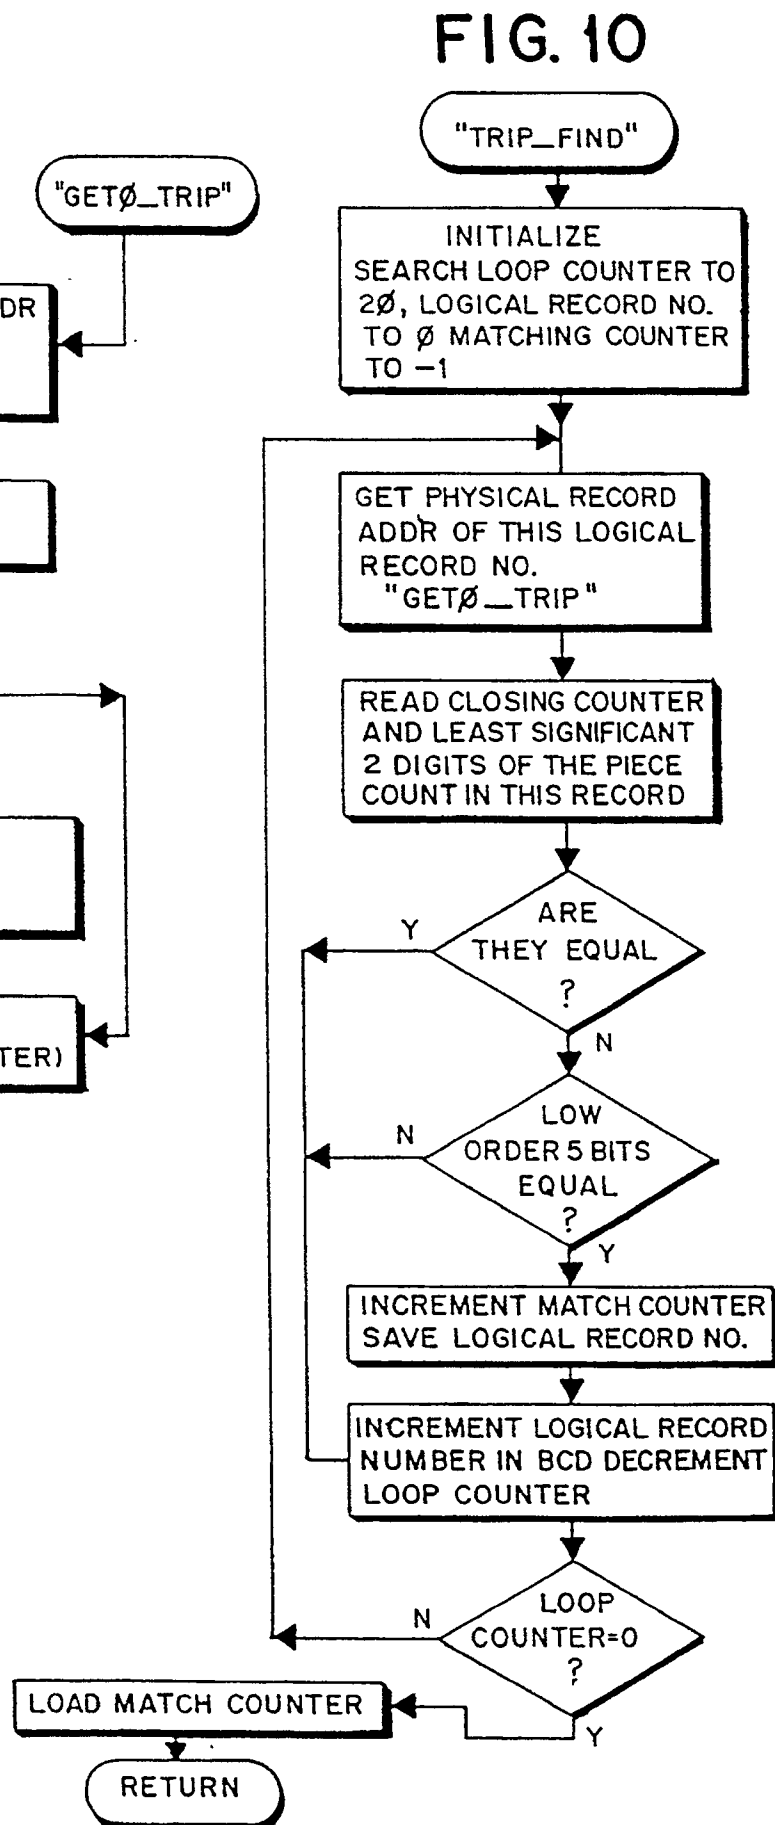 FIG. 10
"TRIP_FIND"
"GETØ_TRIP"
INITIALIZE
SEARCH LOOP COUNTER TO
2Ø, LOGICAL RECORD NO.
TO Ø MATCHING COUNTER
TO -1
DR
GET PHYSICAL RECORD
ADDR OF THIS LOGICAL
RECORD NO.
"GETØ_TRIP"
READ CLOSING COUNTER
AND LEAST SIGNIFICANT
2 DIGITS OF THE PIECE
COUNT IN THIS RECORD
ARE
THEY EQUAL
?
Y
N
TER)
LOW
ORDER 5 BITS
EQUAL
?
N
Y
INCREMENT MATCH COUNTER
SAVE LOGICAL RECORD NO.
INCREMENT LOGICAL RECORD
NUMBER IN BCD DECREMENT
LOOP COUNTER
LOOP
COUNTER=0
?
N
Y
LOAD MATCH COUNTER
RETURN